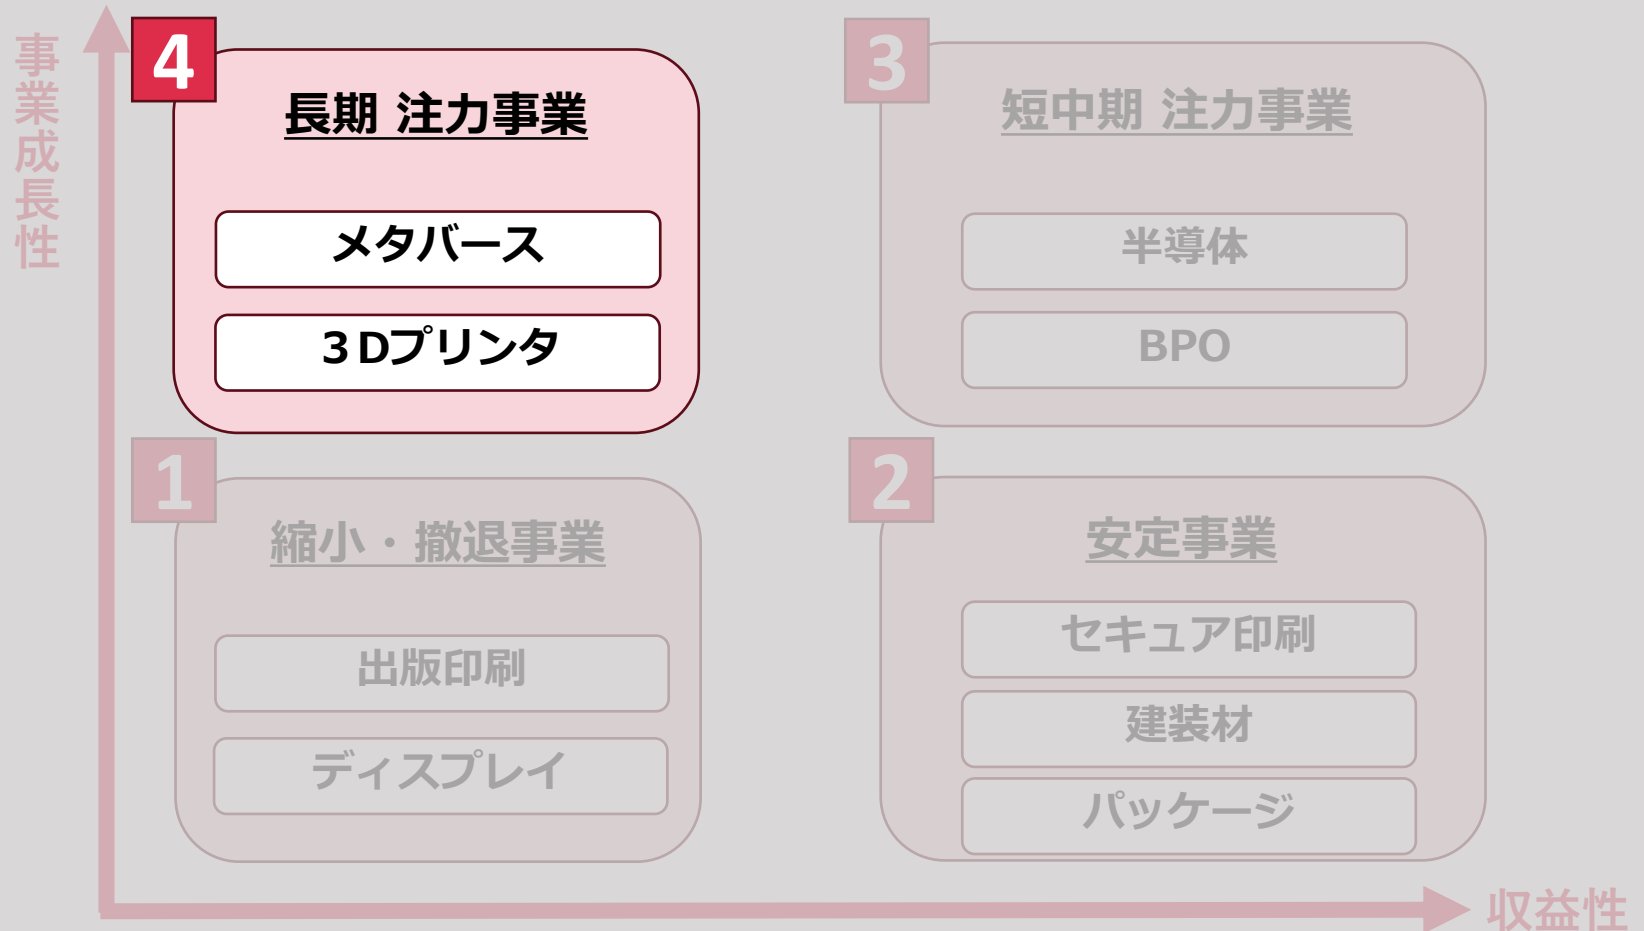 事業成長性
4
長期 注力事業
メタバース
３Dプリンタ
3
短中期 注力事業
半導体
BPO
1
縮小・撤退事業
出版印刷
ディスプレイ
2
安定事業
セキュア印刷
建装材
パッケージ
収益性